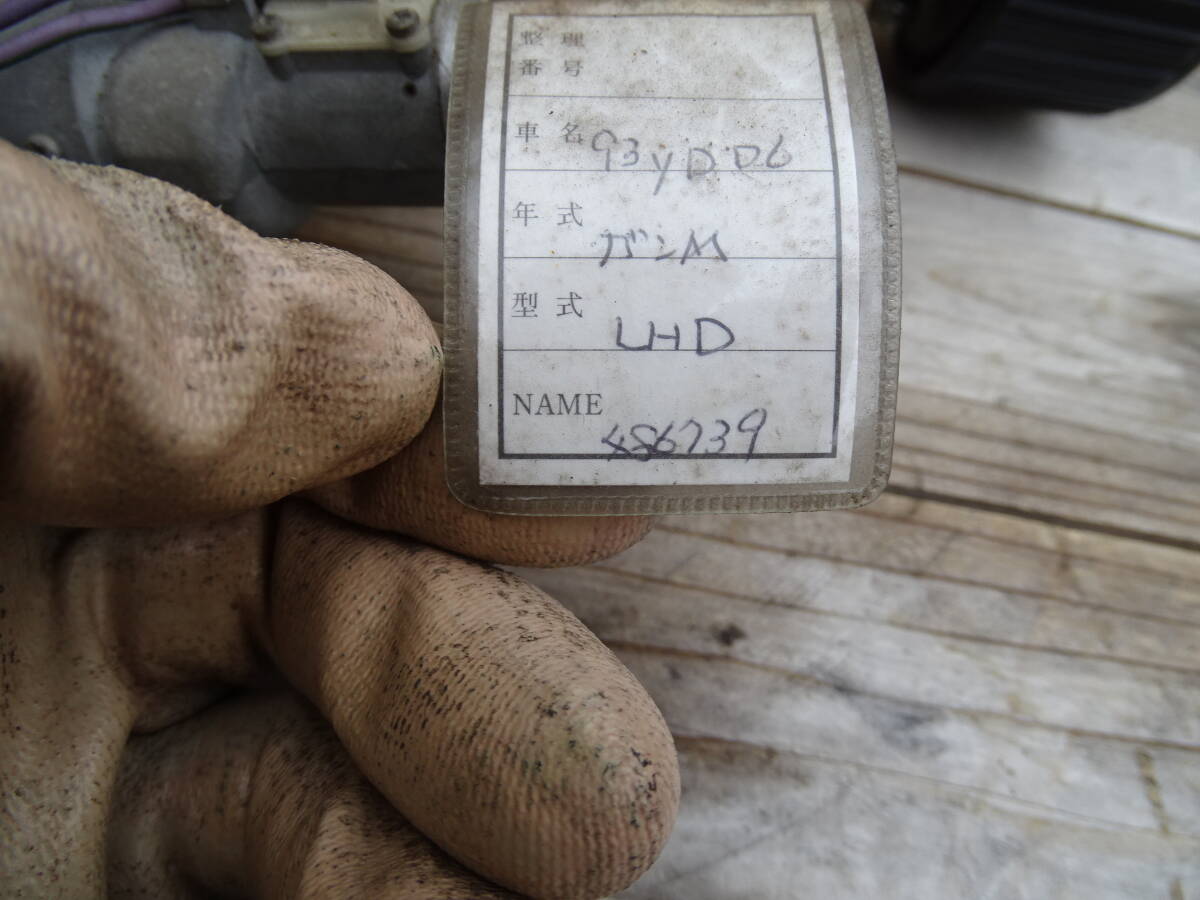 整理
番号
車名 93yDD6
年式 ガンM
型式 LHD
NAME 486739